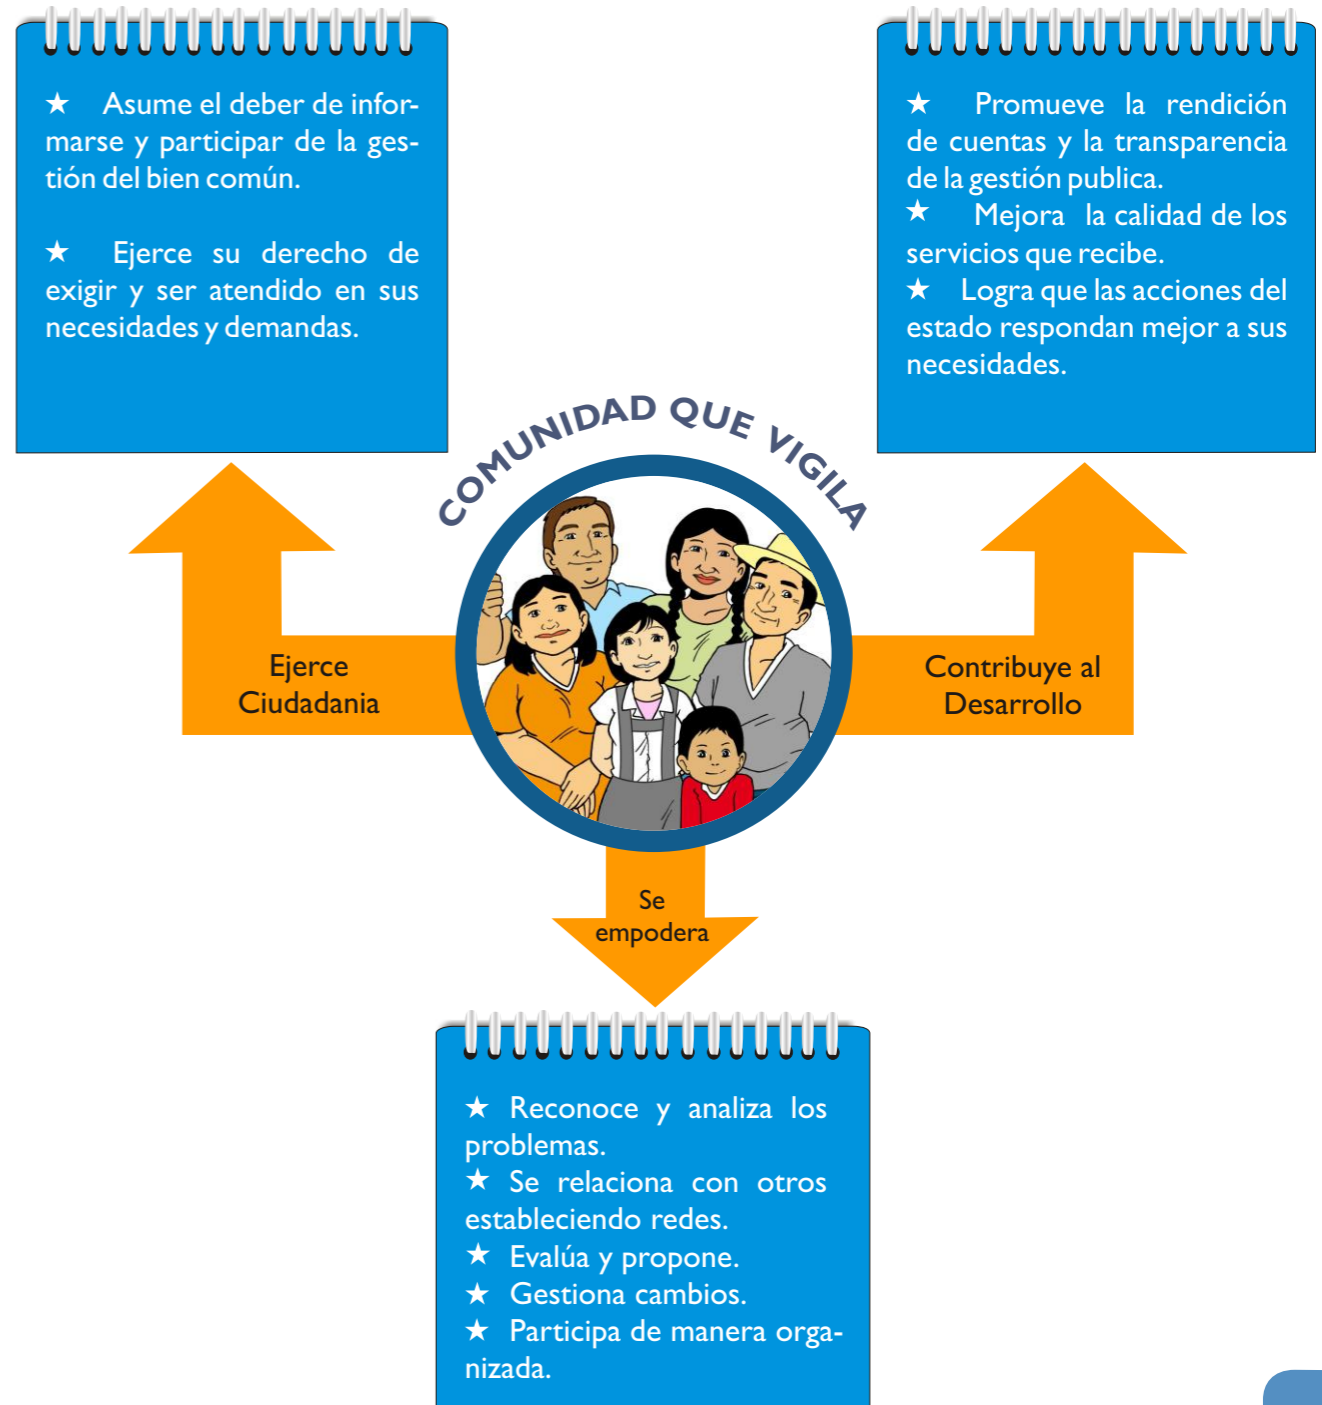 ★ Asume el deber de infor-
marse y participar de la ges-
tión del bien común.
★ Ejerce su derecho de
exigir y ser atendido en sus
necesidades y demandas.
★ Promueve la rendición
de cuentas y la transparencia
de la gestión publica.
★ Mejora la calidad de los
servicios que recibe.
★ Logra que las acciones del
estado respondan mejor a sus
necesidades.
COMUNIDAD QUE VIGILA
Ejerce
Ciudadania
Contribuye al
Desarrollo
Se
empodera
★ Reconoce y analiza los
problemas.
★ Se relaciona con otros
estableciendo redes.
★ Evalúa y propone.
★ Gestiona cambios.
★ Participa de manera orga-
nizada.